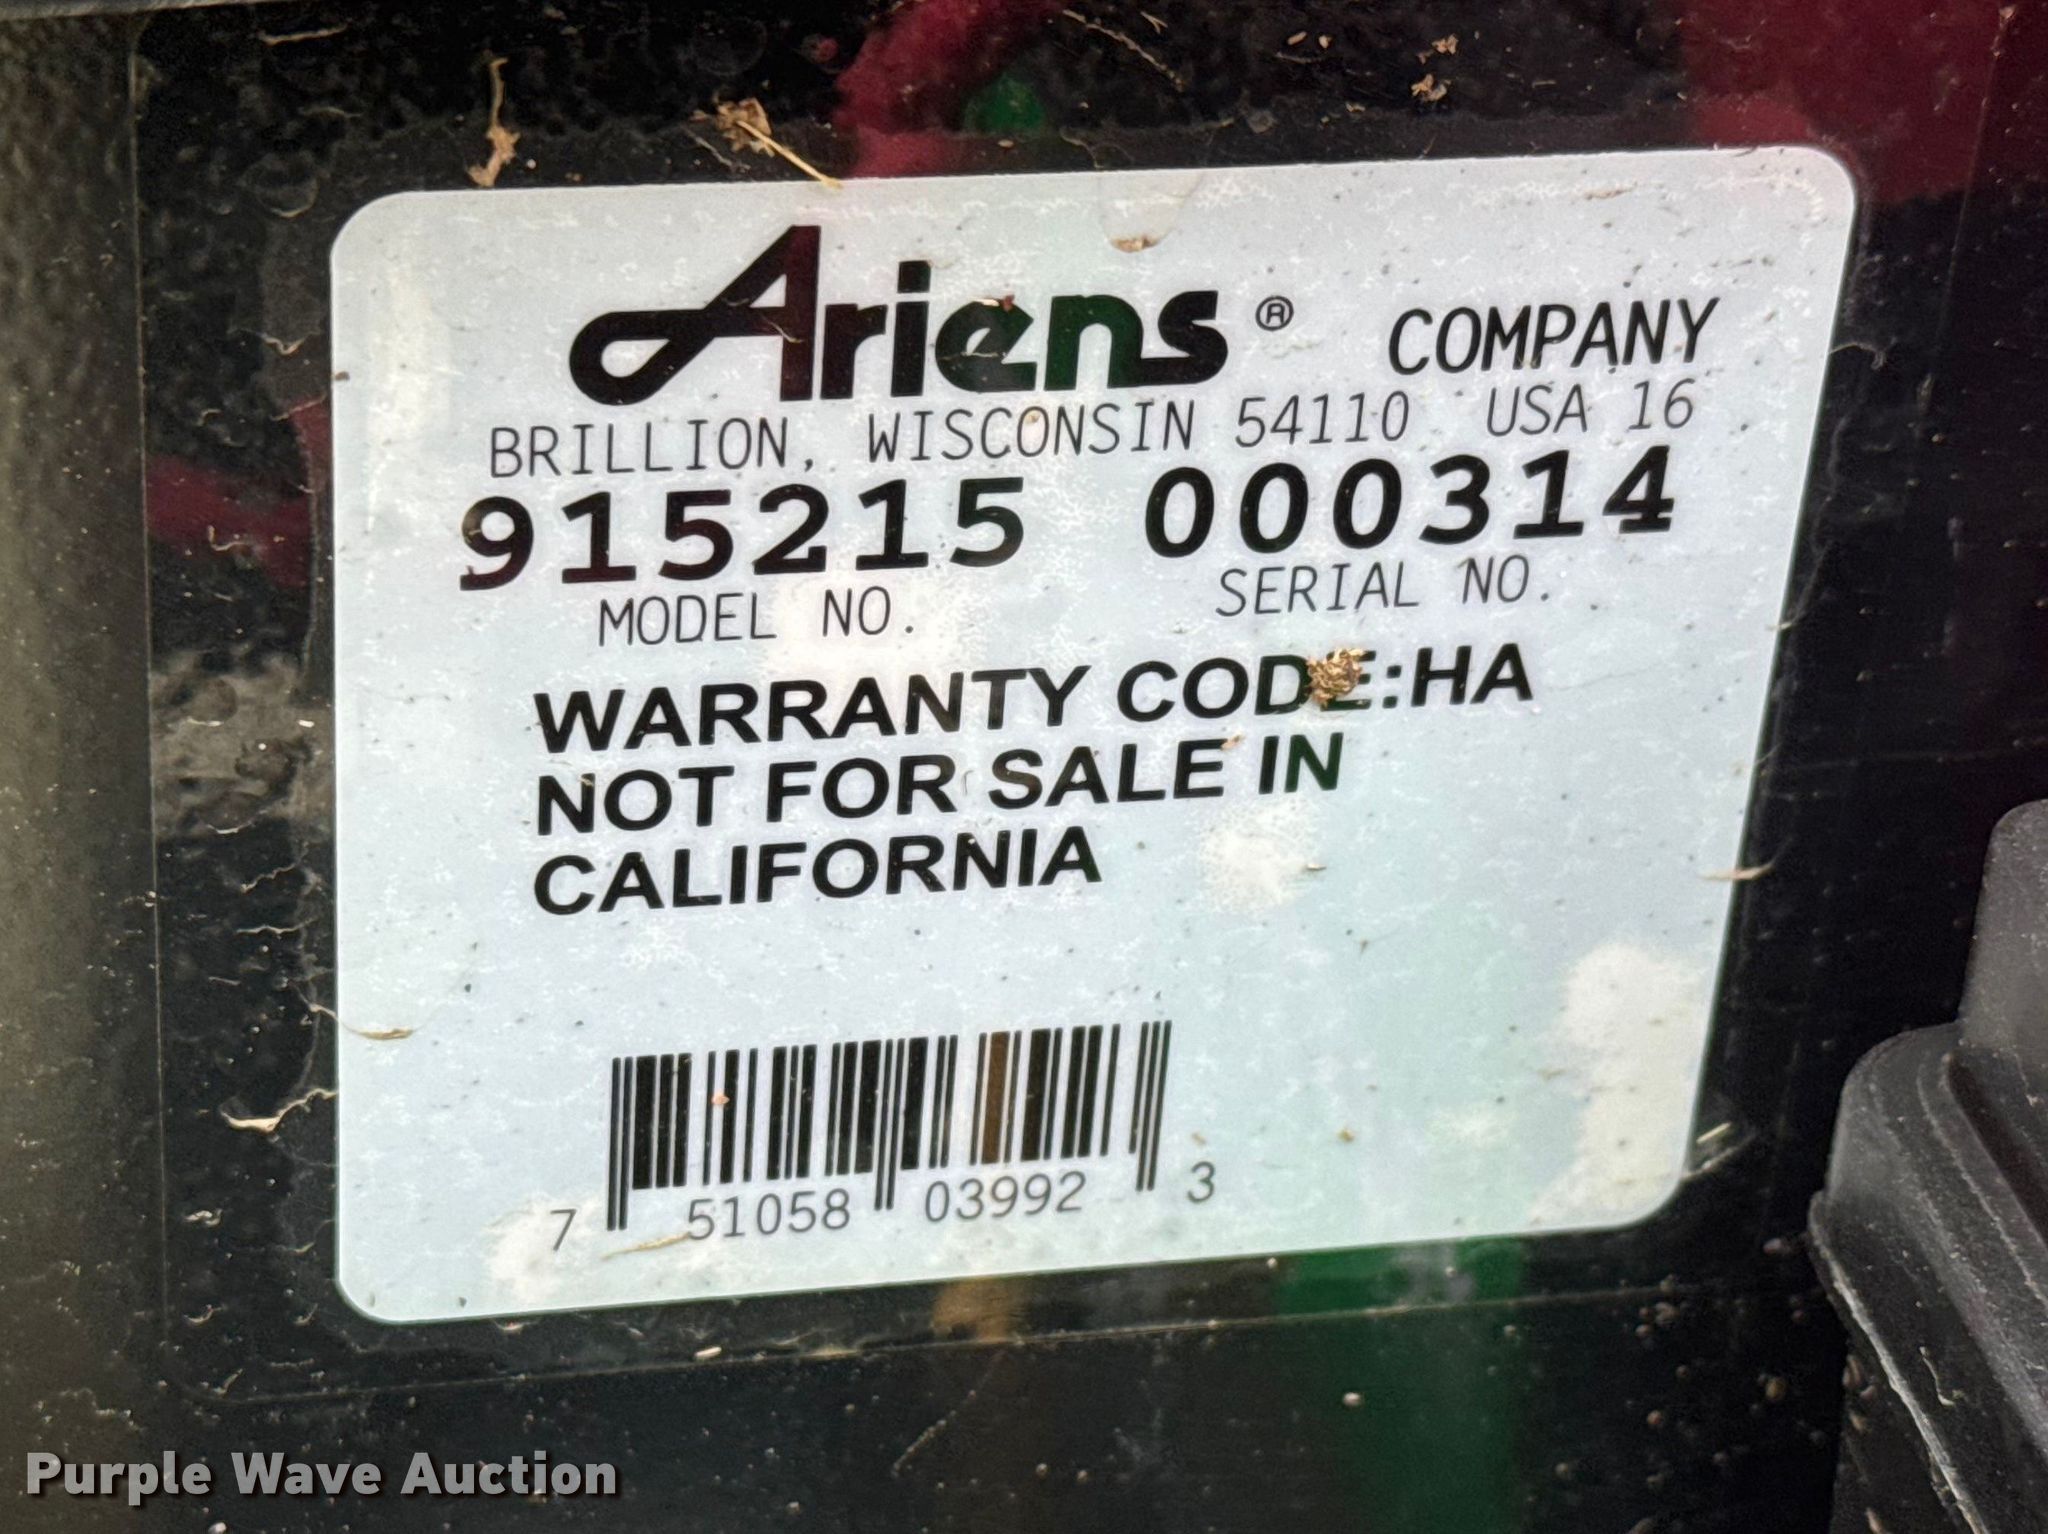 Ariens® COMPANY
BRILLION, WISCONSIN 54110 USA 16
915215 000314
MODEL NO. SERIAL NO.
WARRANTY CODE:HA
NOT FOR SALE IN
CALIFORNIA
7 51058 03992 3
Purple Wave Auction